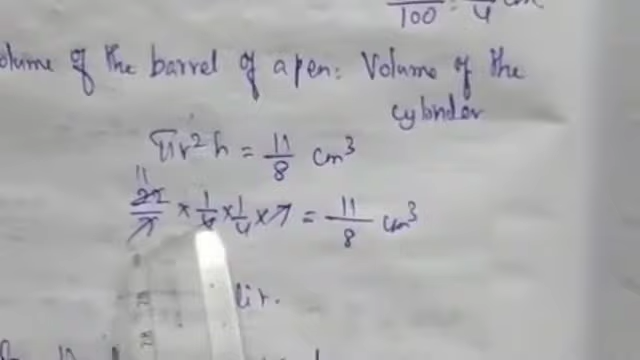 100 = 4 cm
Volume of the barrel of a pen = Volume of the
cylinder
πr²h = 11/8 cm³
11
22/7 × 1/4 × 1/4 × 7 = 11/8 cm³
lit.